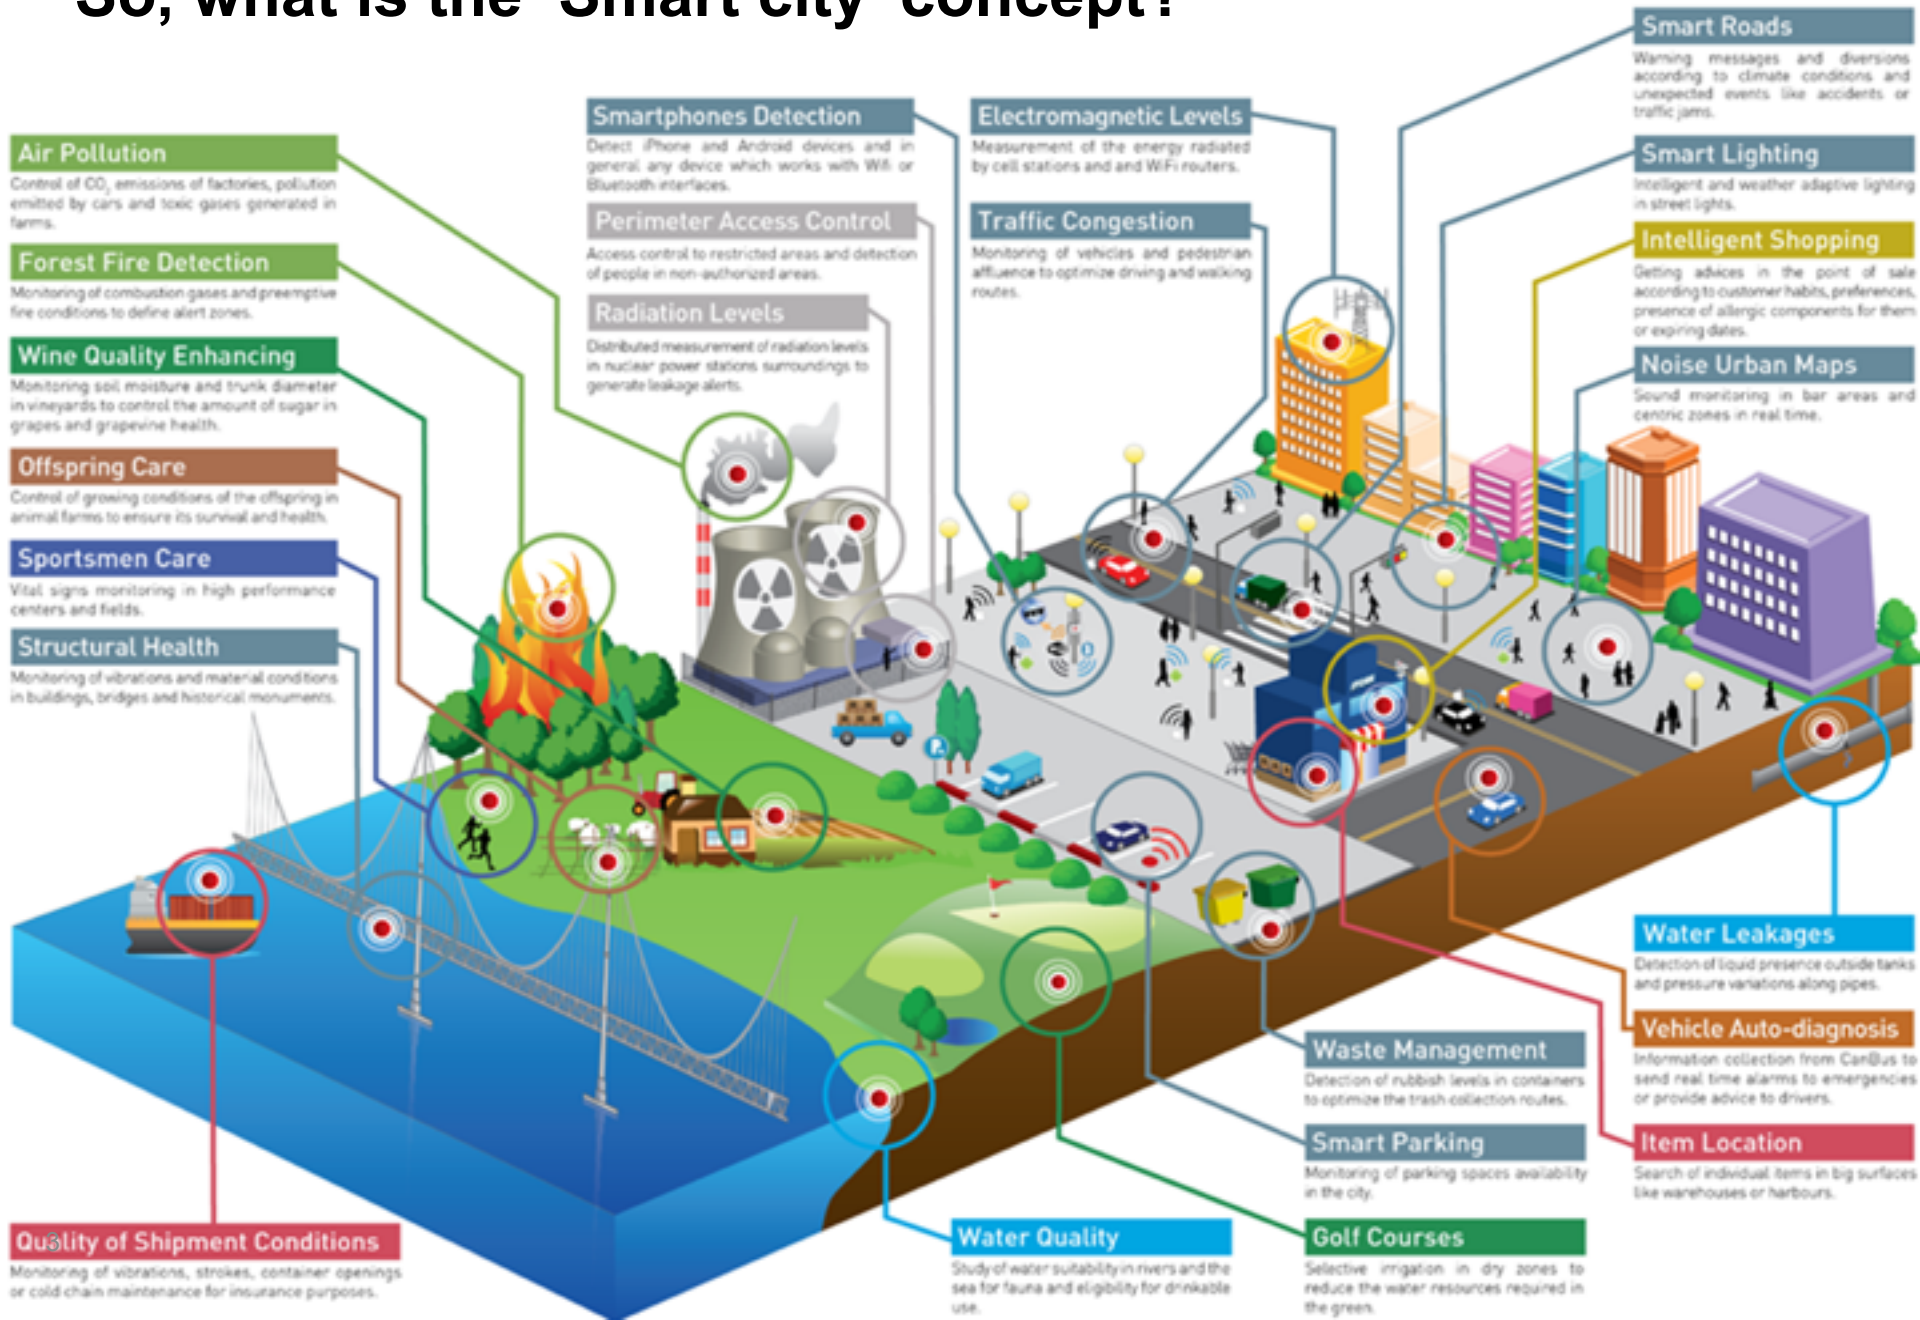 So, what is the 'Smart city' concept?
Air Pollution
Control of CO2 emissions of factories, pollution
emitted by cars and toxic gases generated in
farms.
Forest Fire Detection
Monitoring of combustion gases and preemptive
fire conditions to define alert zones.
Wine Quality Enhancing
Monitoring soil moisture and trunk diameter
in vineyards to control the amount of sugar in
grapes and grapevine health.
Offspring Care
Control of growing conditions of the offspring in
animal farms to ensure its survival and health.
Sportsmen Care
Vital signs monitoring in high performance
centers and fields.
Structural Health
Monitoring of vibrations and material conditions
in buildings, bridges and historical monuments.
Quality of Shipment Conditions
3
Monitoring of vibrations, strokes, container openings
or cold chain maintenance for insurance purposes.
Smartphones Detection
Detect iPhone and Android devices and in
general any device which works with Wifi or
Bluetooth interfaces.
Perimeter Access Control
Access control to restricted areas and detection
of people in non-authorized areas.
Radiation Levels
Distributed measurement of radiation levels
in nuclear power stations surroundings to
generate leakage alerts.
Electromagnetic Levels
Measurement of the energy radiated
by cell stations and and WiFi routers.
Traffic Congestion
Monitoring of vehicles and pedestrian
affluence to optimize driving and walking
routes.
Smart Roads
Warning messages and diversions
according to climate conditions and
unexpected events like accidents or
traffic jams.
Smart Lighting
Intelligent and weather adaptive lighting
in street lights.
Intelligent Shopping
Getting advices in the point of sale
according to customer habits, preferences,
presence of allergic components for them
or expiring dates.
Noise Urban Maps
Sound monitoring in bar areas and
centric zones in real time.
Water Leakages
Detection of liquid presence outside tanks
and pressure variations along pipes.
Vehicle Auto-diagnosis
Information collection from CanBus to
send real time alarms to emergencies
or provide advice to drivers.
Item Location
Search of individual items in big surfaces
like warehouses or harbours.
Waste Management
Detection of rubbish levels in containers
to optimize the trash collection routes.
Smart Parking
Monitoring of parking spaces availability
in the city.
Golf Courses
Selective irrigation in dry zones to
reduce the water resources required in
the green.
Water Quality
Study of water suitability in rivers and the
sea for fauna and eligibility for drinkable
use.
P